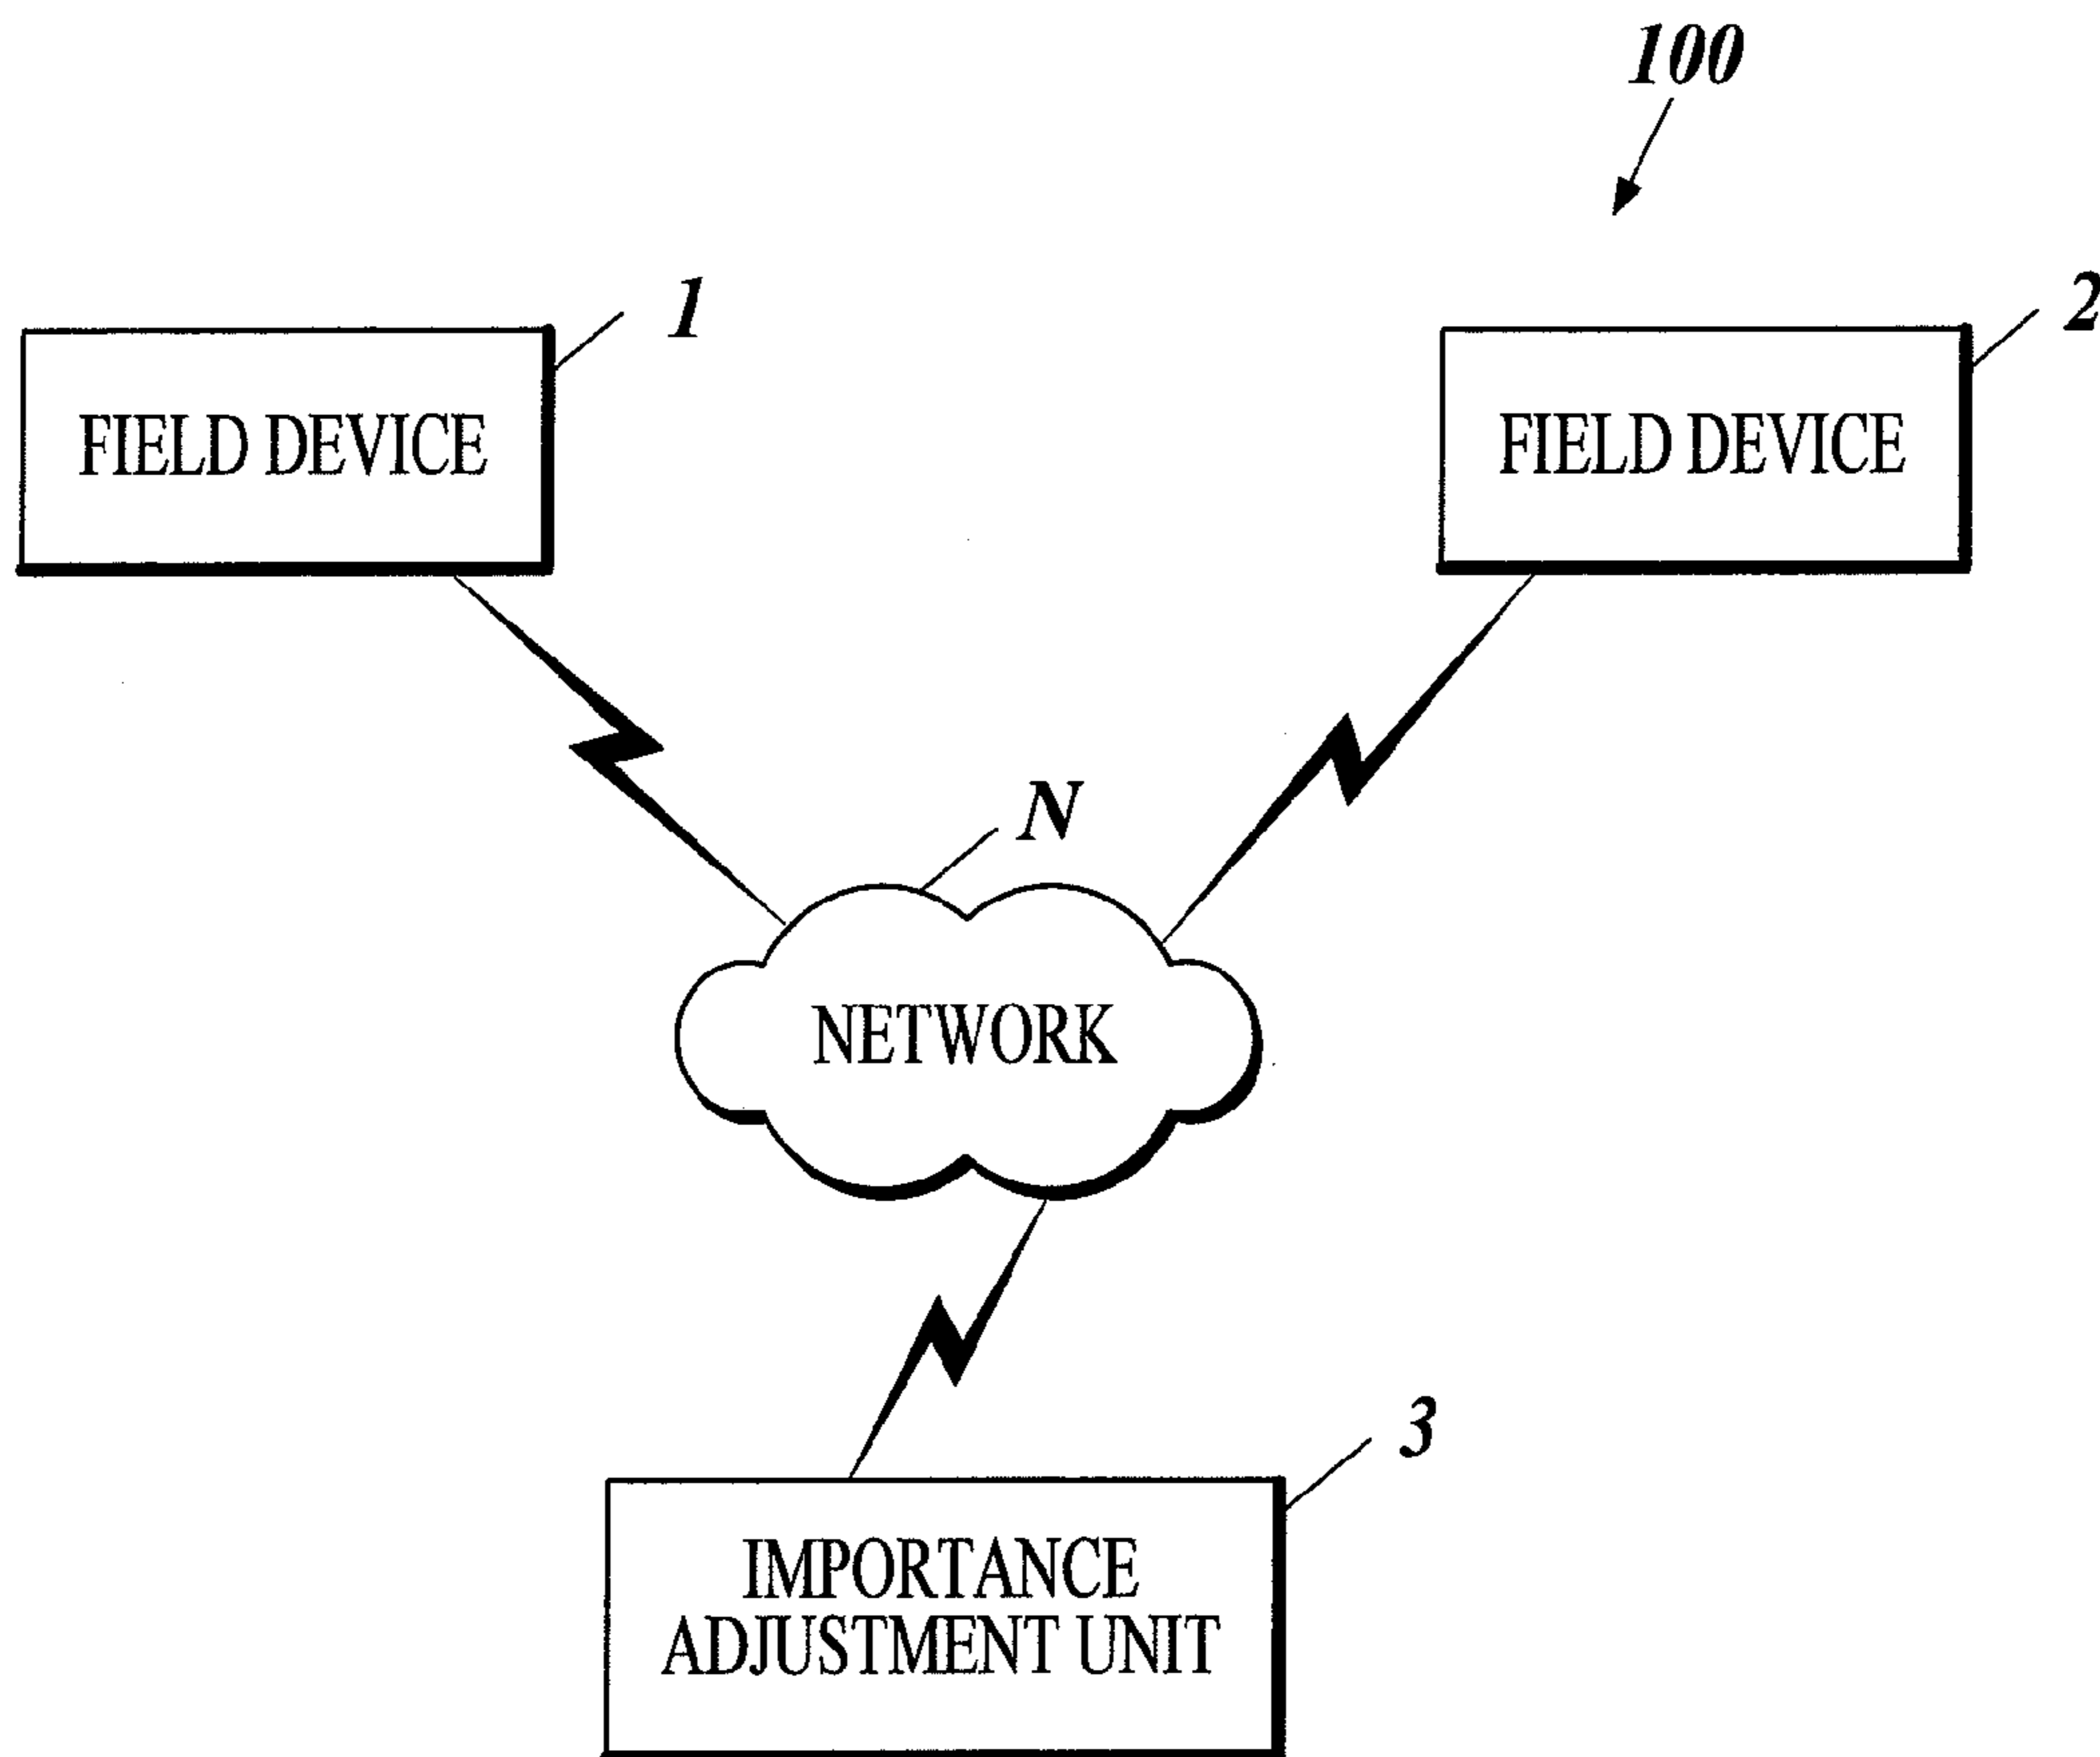 100
1
2
FIELD DEVICE
FIELD DEVICE
N
NETWORK
3
IMPORTANCE
ADJUSTMENT UNIT